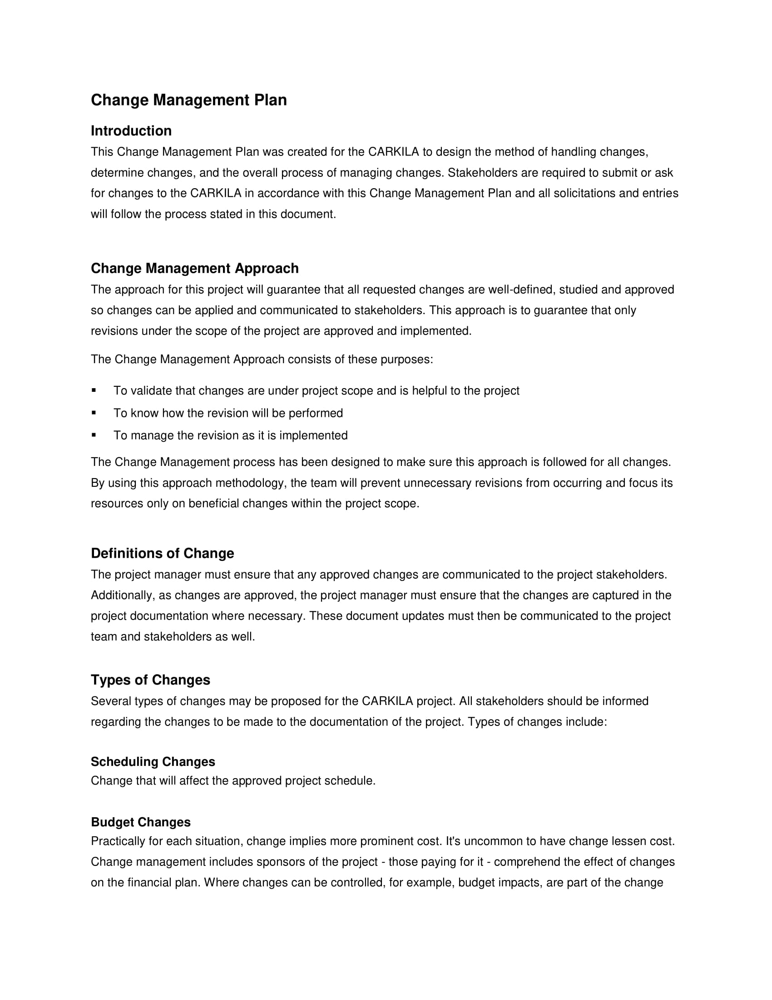 Change Management Plan
Introduction
This Change Management Plan was created for the CARKILA to design the method of handling changes,
determine changes, and the overall process of managing changes. Stakeholders are required to submit or ask
for changes to the CARKILA in accordance with this Change Management Plan and all solicitations and entries
will follow the process stated in this document.
Change Management Approach
The approach for this project will guarantee that all requested changes are well-defined, studied and approved
so changes can be applied and communicated to stakeholders. This approach is to guarantee that only
revisions under the scope of the project are approved and implemented.
The Change Management Approach consists of these purposes:
▪ To validate that changes are under project scope and is helpful to the project
▪ To know how the revision will be performed
▪ To manage the revision as it is implemented
The Change Management process has been designed to make sure this approach is followed for all changes.
By using this approach methodology, the team will prevent unnecessary revisions from occurring and focus its
resources only on beneficial changes within the project scope.
Definitions of Change
The project manager must ensure that any approved changes are communicated to the project stakeholders.
Additionally, as changes are approved, the project manager must ensure that the changes are captured in the
project documentation where necessary. These document updates must then be communicated to the project
team and stakeholders as well.
Types of Changes
Several types of changes may be proposed for the CARKILA project. All stakeholders should be informed
regarding the changes to be made to the documentation of the project. Types of changes include:
Scheduling Changes
Change that will affect the approved project schedule.
Budget Changes
Practically for each situation, change implies more prominent cost. It's uncommon to have change lessen cost.
Change management includes sponsors of the project - those paying for it - comprehend the effect of changes
on the financial plan. Where changes can be controlled, for example, budget impacts, are part of the change